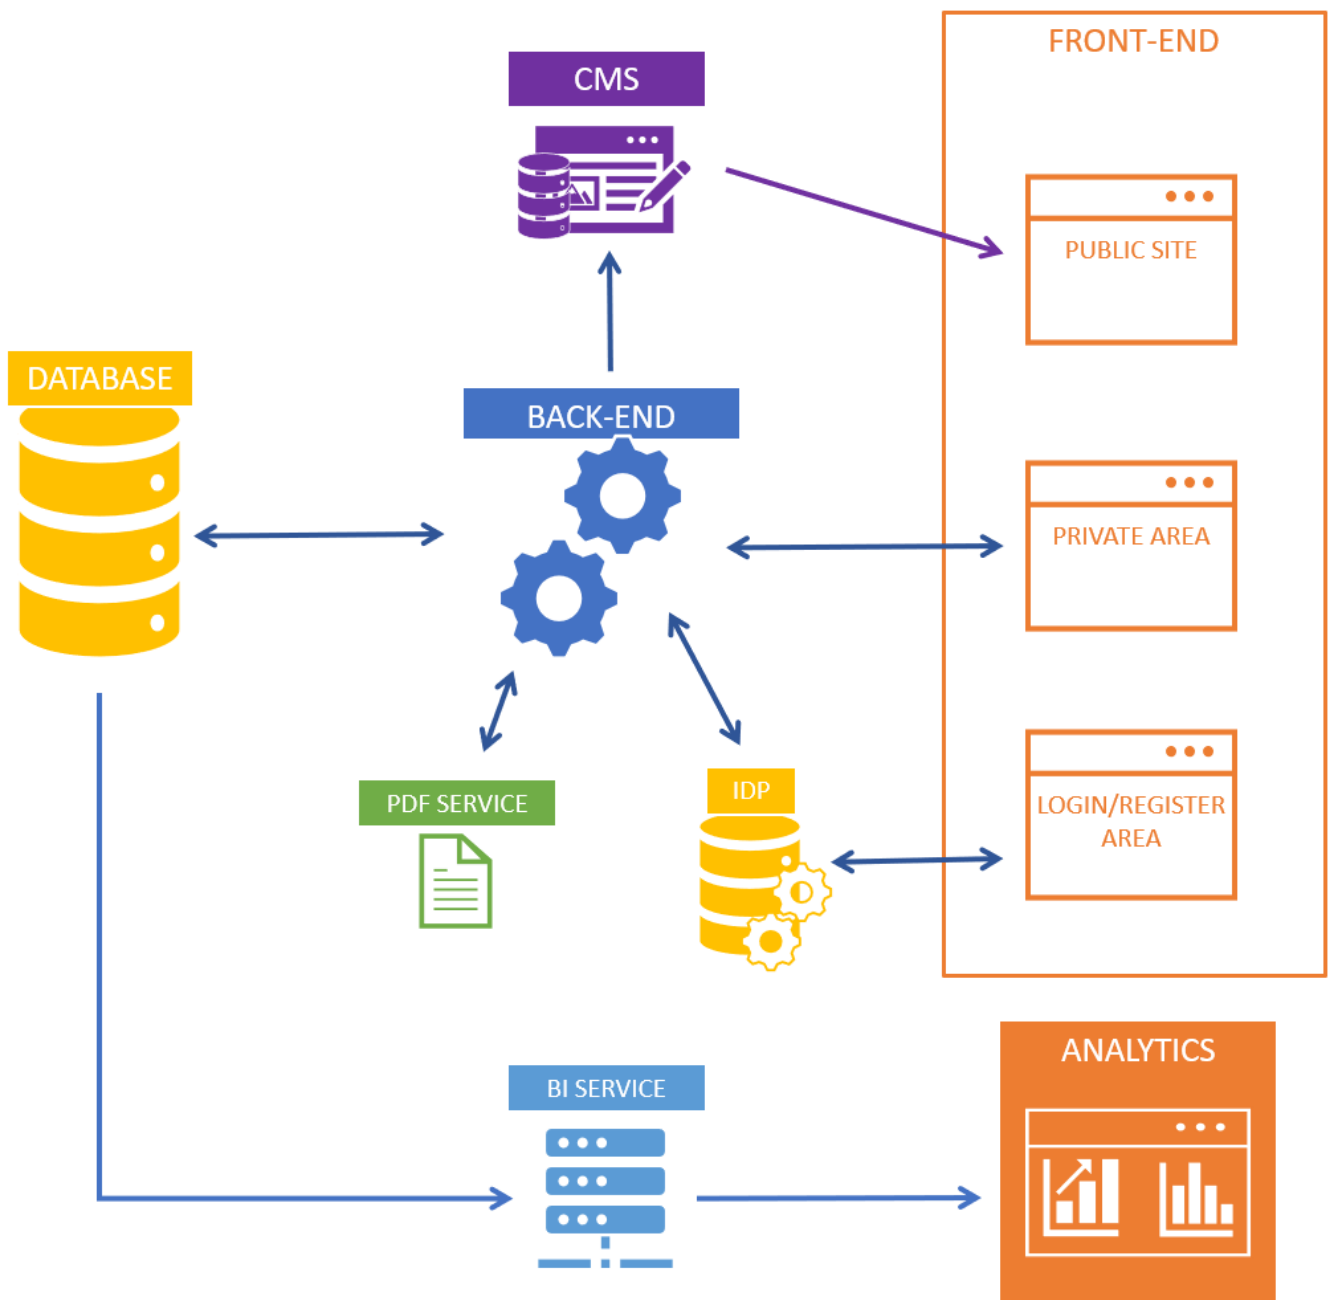 FRONT-END
CMS
PUBLIC SITE
DATABASE
BACK-END
PRIVATE AREA
PDF SERVICE
IDP
LOGIN/REGISTER
AREA
ANALYTICS
BI SERVICE